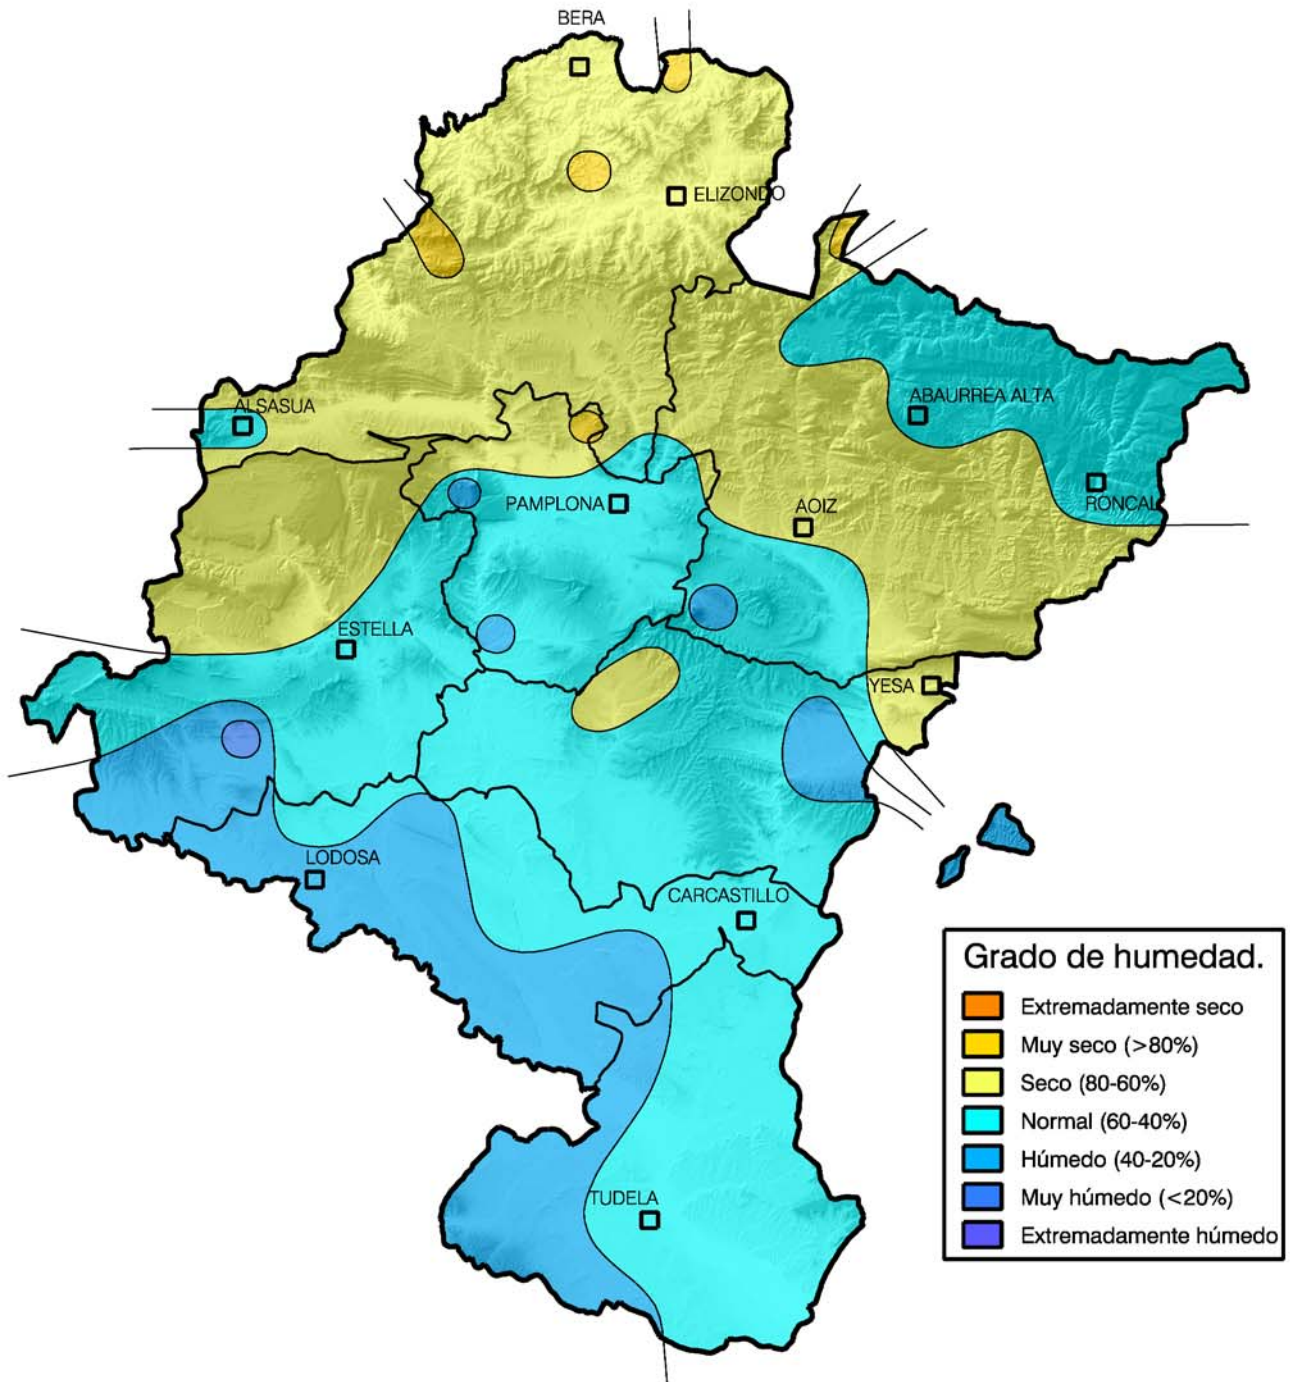 BERA
ELIZONDO
ALSASUA
ABAURREA ALTA
RONCAL
PAMPLONA
AOIZ
ESTELLA
YESA
LODOSA
CARCASTILLO
TUDELA
Grado de humedad.
Extremadamente seco
Muy seco (>80%)
Seco (80-60%)
Normal (60-40%)
Húmedo (40-20%)
Muy húmedo (<20%)
Extremadamente húmedo